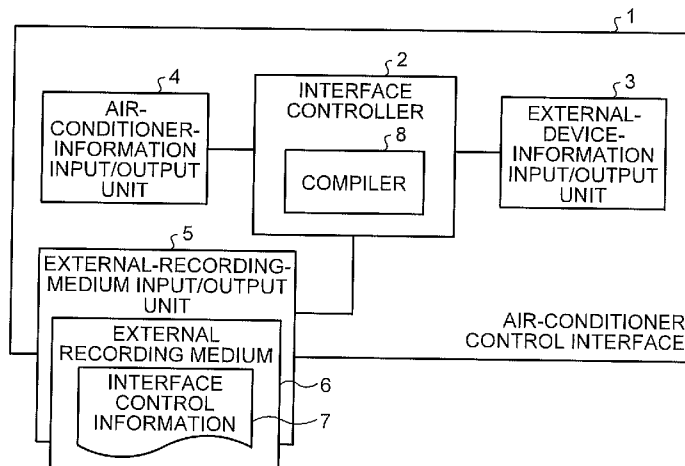 1
4
AIR-
CONDITIONER-
INFORMATION
INPUT/OUTPUT
UNIT
2
INTERFACE
CONTROLLER
8
COMPILER
3
EXTERNAL-
DEVICE-
INFORMATION
INPUT/OUTPUT
UNIT
5
EXTERNAL-RECORDING-
MEDIUM INPUT/OUTPUT
UNIT
EXTERNAL
RECORDING MEDIUM
6
INTERFACE
CONTROL
INFORMATION
7
AIR-CONDITIONER
CONTROL INTERFACE